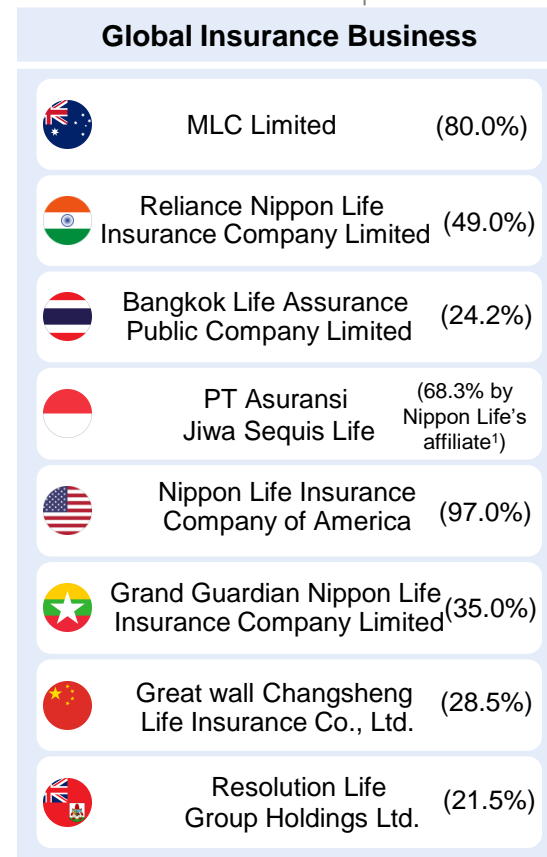 Global Insurance Business
MLC Limited (80.0%)
Reliance Nippon Life
Insurance Company Limited (49.0%)
Bangkok Life Assurance
Public Company Limited (24.2%)
PT Asuransi
Jiwa Sequis Life
(68.3% by
Nippon Life’s
affiliate¹)
Nippon Life Insurance
Company of America (97.0%)
Grand Guardian Nippon Life
Insurance Company Limited (35.0%)
Great wall Changsheng
Life Insurance Co., Ltd. (28.5%)
Resolution Life
Group Holdings Ltd. (21.5%)